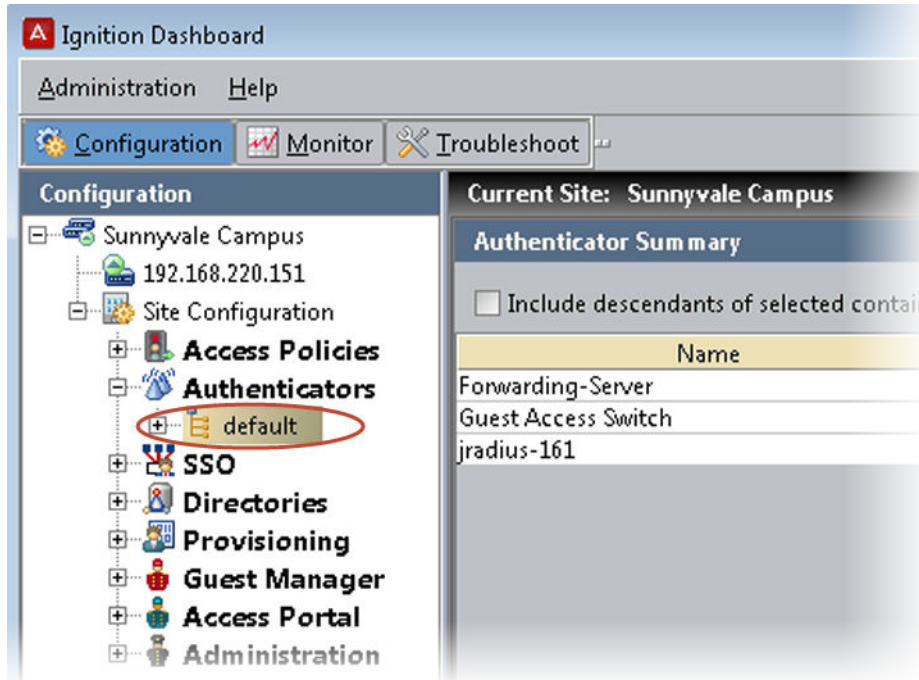 Ignition Dashboard
Administration Help
Configuration Monitor Troubleshoot
Configuration
Sunnyvale Campus
192.168.220.151
Site Configuration
Access Policies
Authenticators
default
SSO
Directories
Provisioning
Guest Manager
Access Portal
Administration
Current Site: Sunnyvale Campus
Authenticator Summary
Include descendants of selected contai
Name
Forwarding-Server
Guest Access Switch
jradius-161